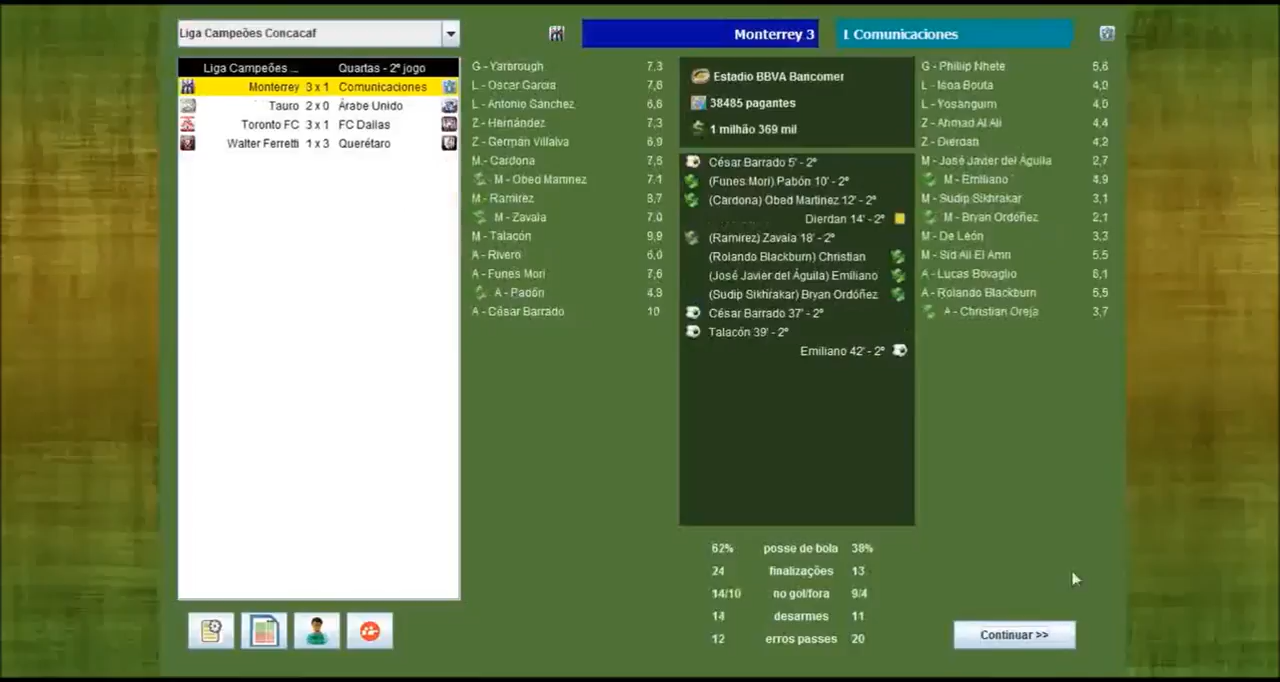 Liga Campeões Concacaf
Monterrey 3
1 Comunicaciones
Liga Campeões ... Quartas - 2º jogo
Monterrey 3 x 1 Comunicaciones
Tauro 2 x 0 Árabe Unido
Toronto FC 3 x 1 FC Dallas
Walter Ferretti 1 x 3 Querétaro
G - Yarbrough 7,3
L - Oscar García 7,6
L - Antonio Sánchez 6,6
Z - Hernández 7,3
Z - Germán Villalva 6,9
M - Cardona 7,6
M - Obed Martínez 7,1
M - Ramirez 8,7
M - Zavala 7,0
M - Talacón 9,9
A - Rivero 6,0
A - Funes Mori 7,6
A - Pabón 4,8
A - César Barrado 10
Estadio BBVA Bancomer
38485 pagantes
1 milhão 369 mil
César Barrado 5' - 2º
(Funes Mori) Pabón 10' - 2º
(Cardona) Obed Martínez 12' - 2º
Dierdan 14' - 2º
(Ramirez) Zavala 18' - 2º
(Rolando Blackburn) Christian
(José Javier del Águila) Emiliano
(Sudip Sikhrakar) Bryan Ordóñez
César Barrado 37' - 2º
Talacón 39' - 2º
Emiliano 42' - 2º
62% posse de bola 38%
24 finalizações 13
14/10 no gol/fora 9/4
14 desarmes 11
12 erros passes 20
G - Phillip Nhete 5,6
L - Issa Bouta 4,0
L - Yosanguim 4,0
Z - Ahmad Al Ali 4,4
Z - Dierdan 4,2
M - José Javier del Águila 2,7
M - Emiliano 4,9
M - Sudip Sikhrakar 3,1
M - Bryan Ordóñez 2,1
M - De León 3,3
M - Sid Ali El Amri 5,5
A - Lucas Bovaglio 6,1
A - Rolando Blackburn 5,5
A - Christian Oreja 3,7
Continuar >>